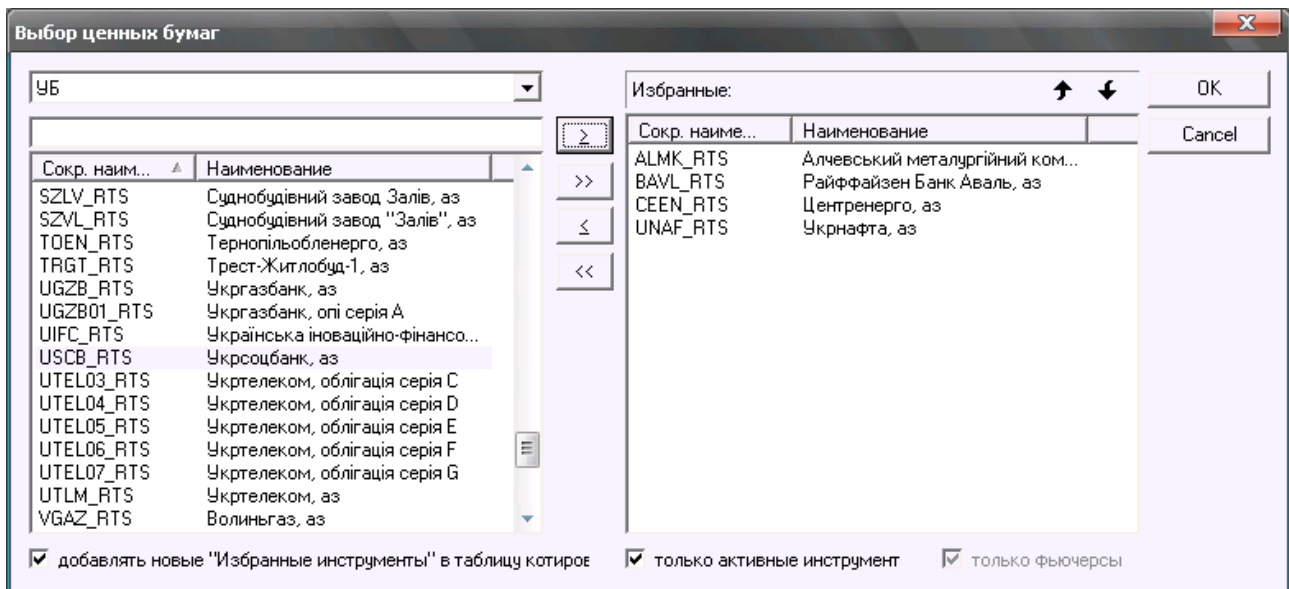 Выбор ценных бумаг
УБ
Избранные:
OK
Cancel
Сокр. наим... Наименование
SZLV_RTS Суднобудівний завод Залів, аз
SZVL_RTS Суднобудівний завод "Залів", аз
TOEN_RTS Тернопільобленерго, аз
TRGT_RTS Трест-Житлобуд-1, аз
UGZB_RTS Укргазбанк, аз
UGZB01_RTS Укргазбанк, опі серія А
UIFC_RTS Українська іноваційно-фінансо...
USCB_RTS Укрсоцбанк, аз
UTEL03_RTS Укртелеком, облігація серія C
UTEL04_RTS Укртелеком, облігація серія D
UTEL05_RTS Укртелеком, облігація серія E
UTEL06_RTS Укртелеком, облігація серія F
UTEL07_RTS Укртелеком, облігація серія G
UTLM_RTS Укртелеком, аз
VGAZ_RTS Волиньгаз, аз
>
>>
<
<<
Сокр. наиме... Наименование
ALMK_RTS Алчевський металургійний ком...
BAVL_RTS Райффайзен Банк Аваль, аз
CEEN_RTS Центренерго, аз
UNAF_RTS Укрнафта, аз
добавлять новые "Избранные инструменты" в таблицу котиров
только активные инструмент
только фьючерсы